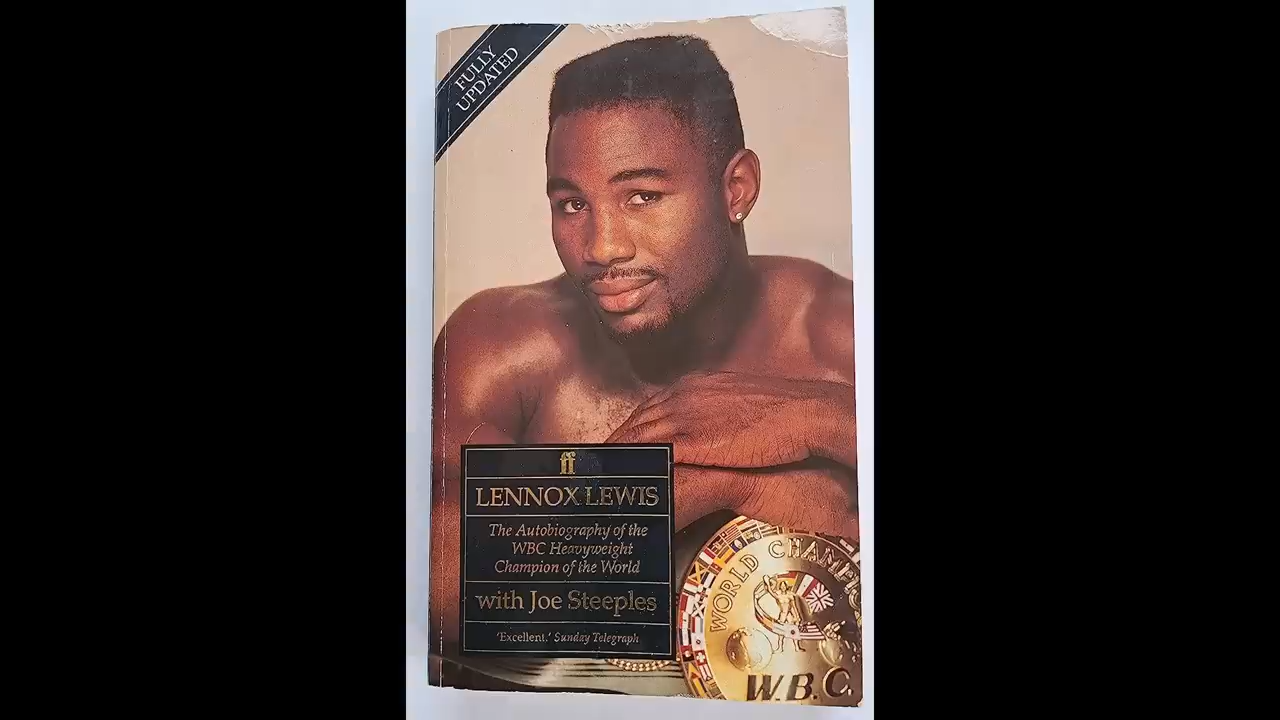 FULLY
UPDATED
ff
LENNOX LEWIS
The Autobiography of the
WBC Heavyweight
Champion of the World
with Joe Steeples
'Excellent.' Sunday Telegraph
WORLD CHAMPIO
W.B.C.